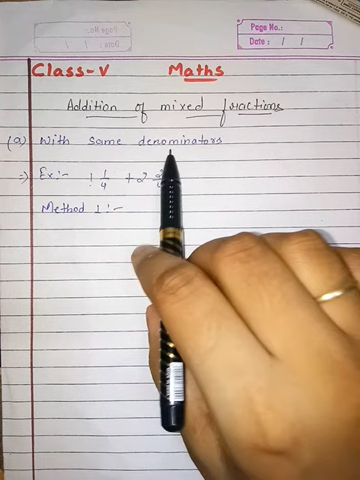 Page No.:
Date: / /
Class-V Maths
Addition of mixed fractions
(a) With same denominators
⇒ Ex:- 1 1/4 + 2
Method 1:-